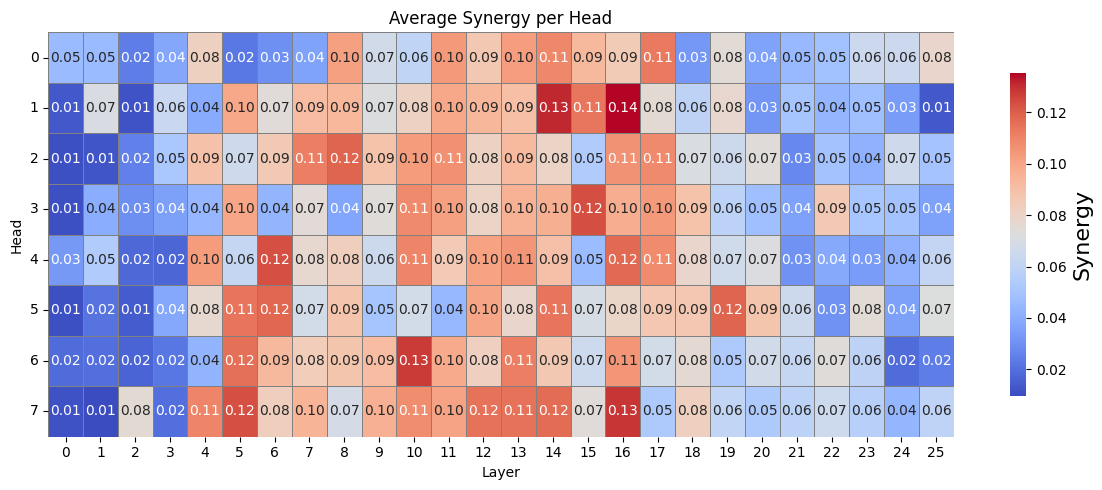 Average Synergy per Head
0 0.05 0.05 0.02 0.04 0.08 0.02 0.03 0.04 0.10 0.07 0.06 0.10 0.09 0.10 0.11 0.09 0.09 0.11 0.03 0.08 0.04 0.05 0.05 0.06 0.06 0.08
1 0.01 0.07 0.01 0.06 0.04 0.10 0.07 0.09 0.09 0.07 0.08 0.10 0.09 0.09 0.13 0.11 0.14 0.08 0.06 0.08 0.03 0.05 0.04 0.05 0.03 0.01
2 0.01 0.01 0.02 0.05 0.09 0.07 0.09 0.11 0.12 0.09 0.10 0.11 0.08 0.09 0.08 0.05 0.11 0.11 0.07 0.06 0.07 0.03 0.05 0.04 0.07 0.05
3 0.01 0.04 0.03 0.04 0.04 0.10 0.04 0.07 0.04 0.07 0.11 0.10 0.08 0.10 0.10 0.12 0.10 0.10 0.09 0.06 0.05 0.04 0.09 0.05 0.05 0.04
4 0.03 0.05 0.02 0.02 0.10 0.06 0.12 0.08 0.08 0.06 0.11 0.09 0.10 0.11 0.09 0.05 0.12 0.11 0.08 0.07 0.07 0.03 0.04 0.03 0.04 0.06
5 0.01 0.02 0.01 0.04 0.08 0.11 0.12 0.07 0.09 0.05 0.07 0.04 0.10 0.08 0.11 0.07 0.08 0.09 0.09 0.12 0.09 0.06 0.03 0.08 0.04 0.07
6 0.02 0.02 0.02 0.02 0.04 0.12 0.09 0.08 0.09 0.09 0.13 0.10 0.08 0.11 0.09 0.07 0.11 0.07 0.08 0.05 0.07 0.06 0.07 0.06 0.02 0.02
7 0.01 0.01 0.08 0.02 0.11 0.12 0.08 0.10 0.07 0.10 0.11 0.10 0.12 0.11 0.12 0.07 0.13 0.05 0.08 0.06 0.05 0.06 0.07 0.06 0.04 0.06
0 1 2 3 4 5 6 7 8 9 10 11 12 13 14 15 16 17 18 19 20 21 22 23 24 25
Layer
Head
0.12
0.10
0.08
0.06
0.04
0.02
Synergy